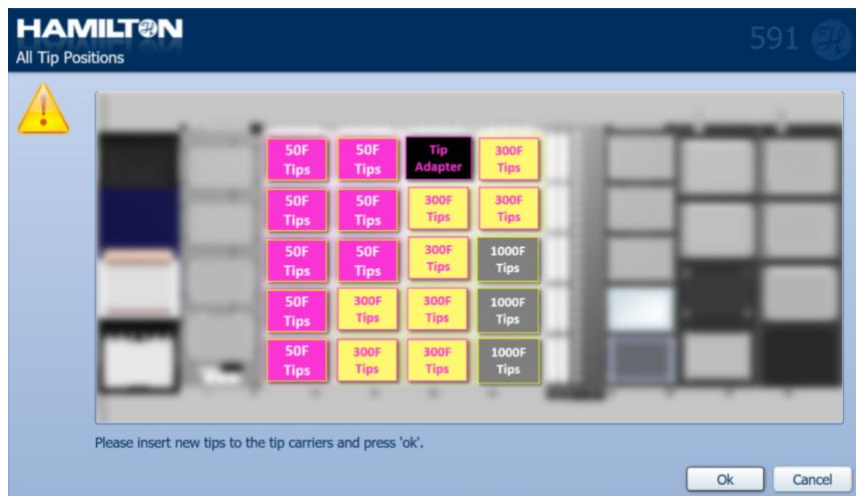 HAMILTON
All Tip Positions
591
50F
Tips
50F
Tips
Tip
Adapter
300F
Tips
50F
Tips
50F
Tips
300F
Tips
300F
Tips
50F
Tips
50F
Tips
300F
Tips
1000F
Tips
50F
Tips
300F
Tips
300F
Tips
1000F
Tips
50F
Tips
300F
Tips
300F
Tips
1000F
Tips
Please insert new tips to the tip carriers and press 'ok'.
Ok
Cancel